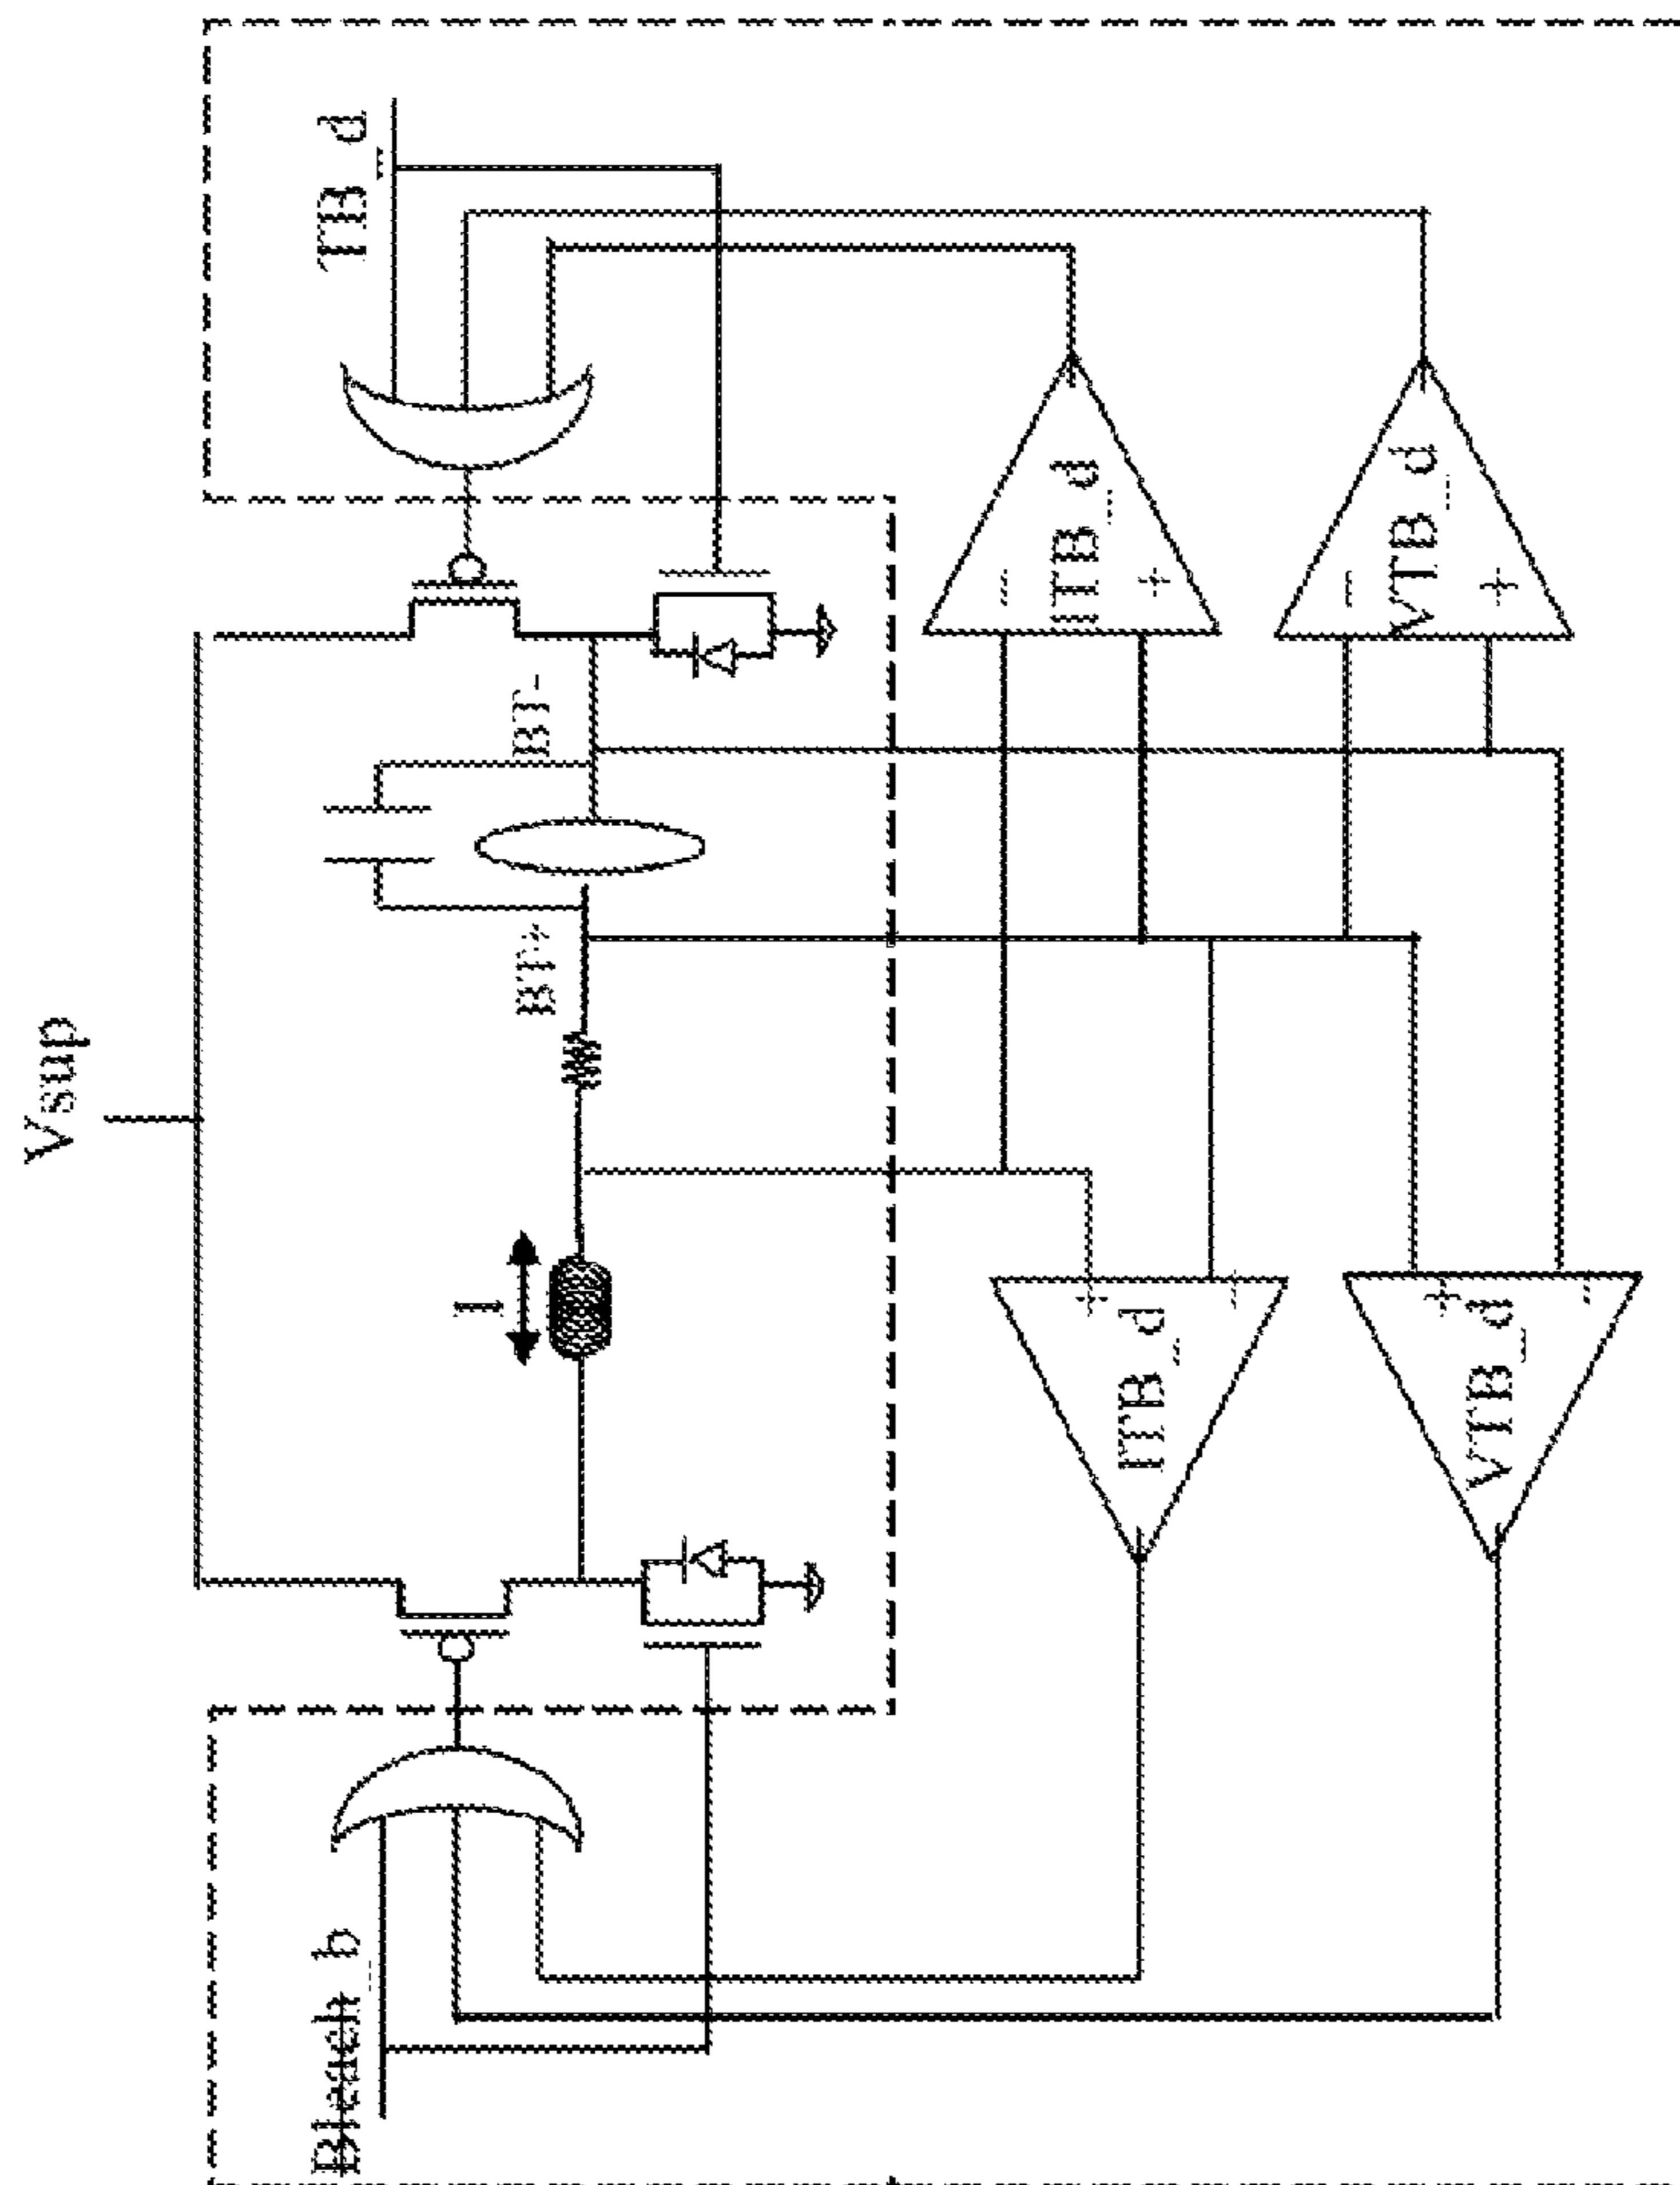 Vsup
Bleach_b
TB_d
I
BT+
BT-
+
-
ITB_d
-
+
ITB_d
+
-
VTB_d
-
+
VTB_d